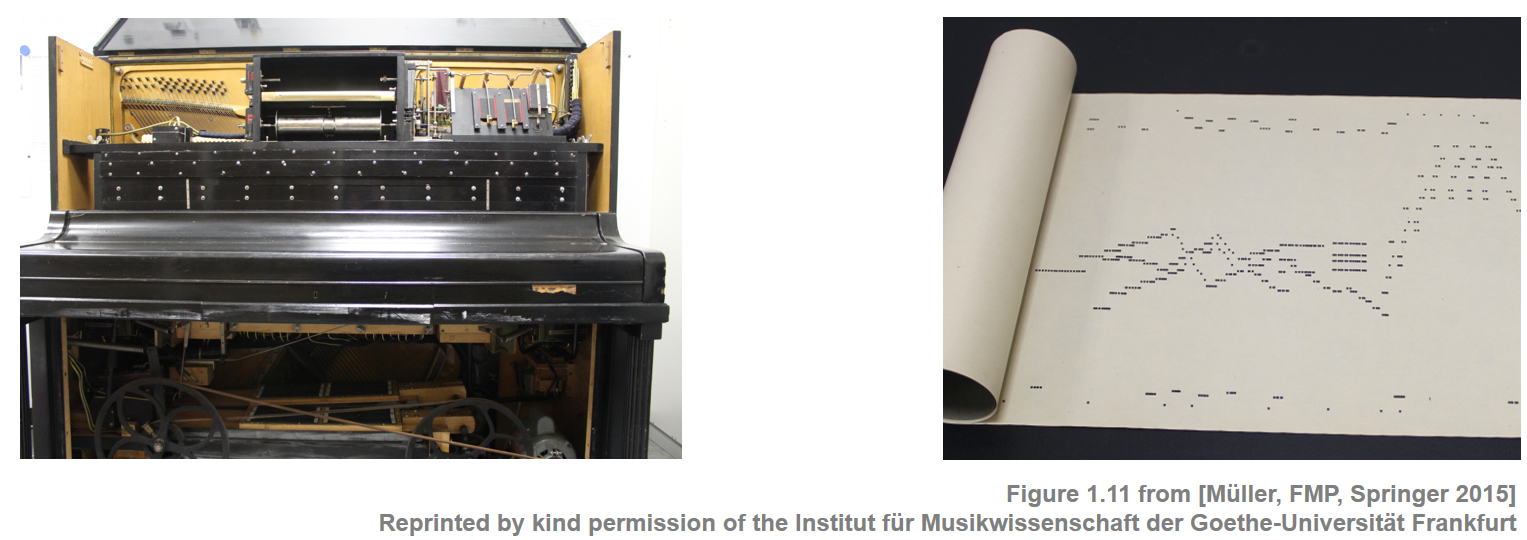 Figure 1.11 from [Müller, FMP, Springer 2015]
Reprinted by kind permission of the Institut für Musikwissenschaft der Goethe-Universität Frankfurt